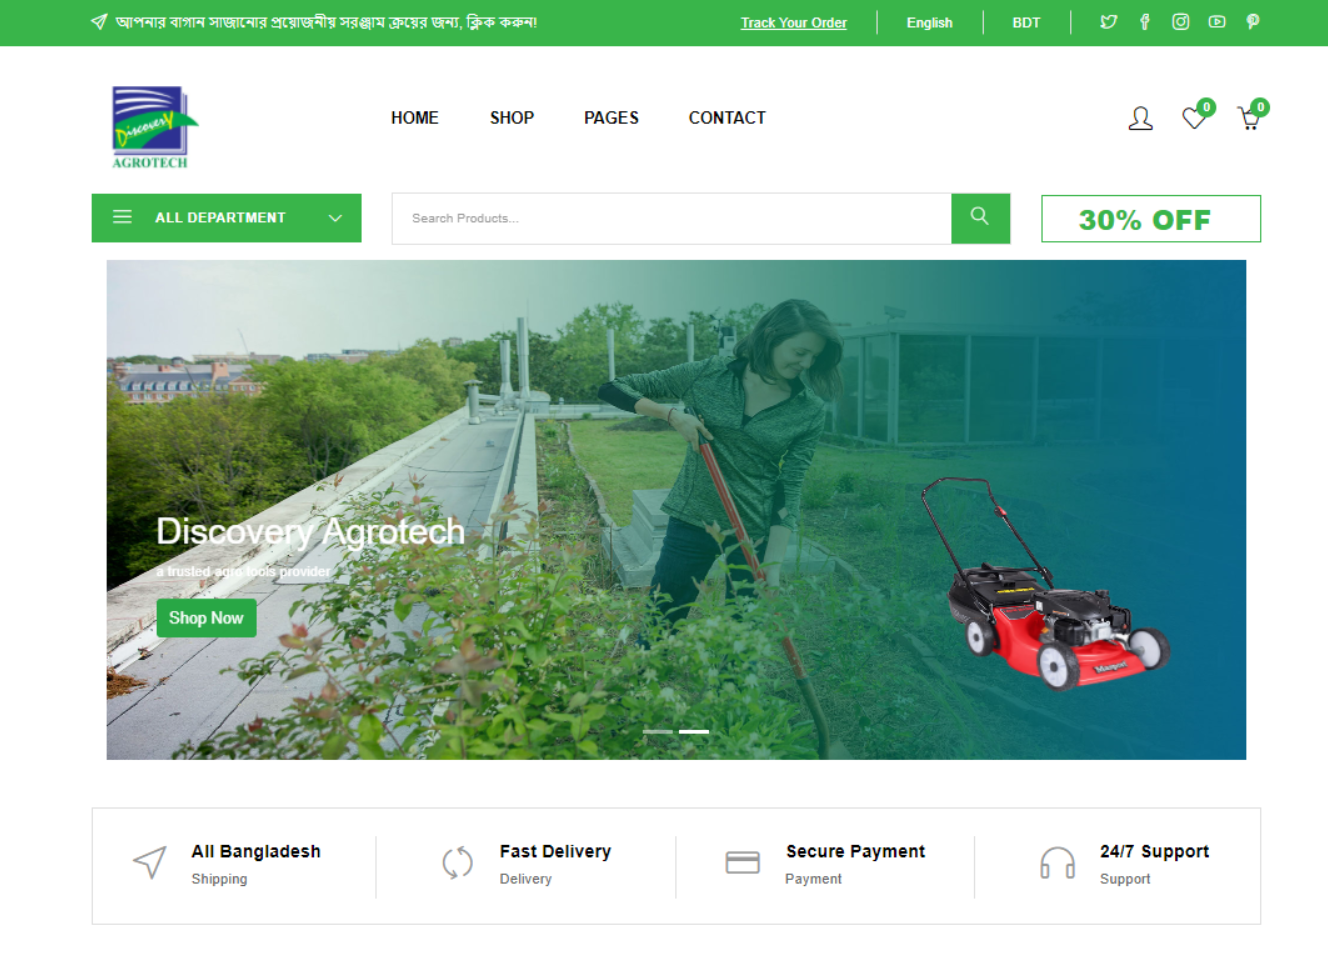 আপনার বাগান সাজানোর প্রয়োজনীয় সরঞ্জাম ক্রয়ের জন্য, ক্লিক করুন!
Track Your Order
English
BDT
Discovery
AGROTECH
HOME
SHOP
PAGES
CONTACT
0
0
ALL DEPARTMENT
Search Products...
30% OFF
Discovery Agrotech
a trusted agro tools provider
Shop Now
Masport
All Bangladesh
Shipping
Fast Delivery
Delivery
Secure Payment
Payment
24/7 Support
Support